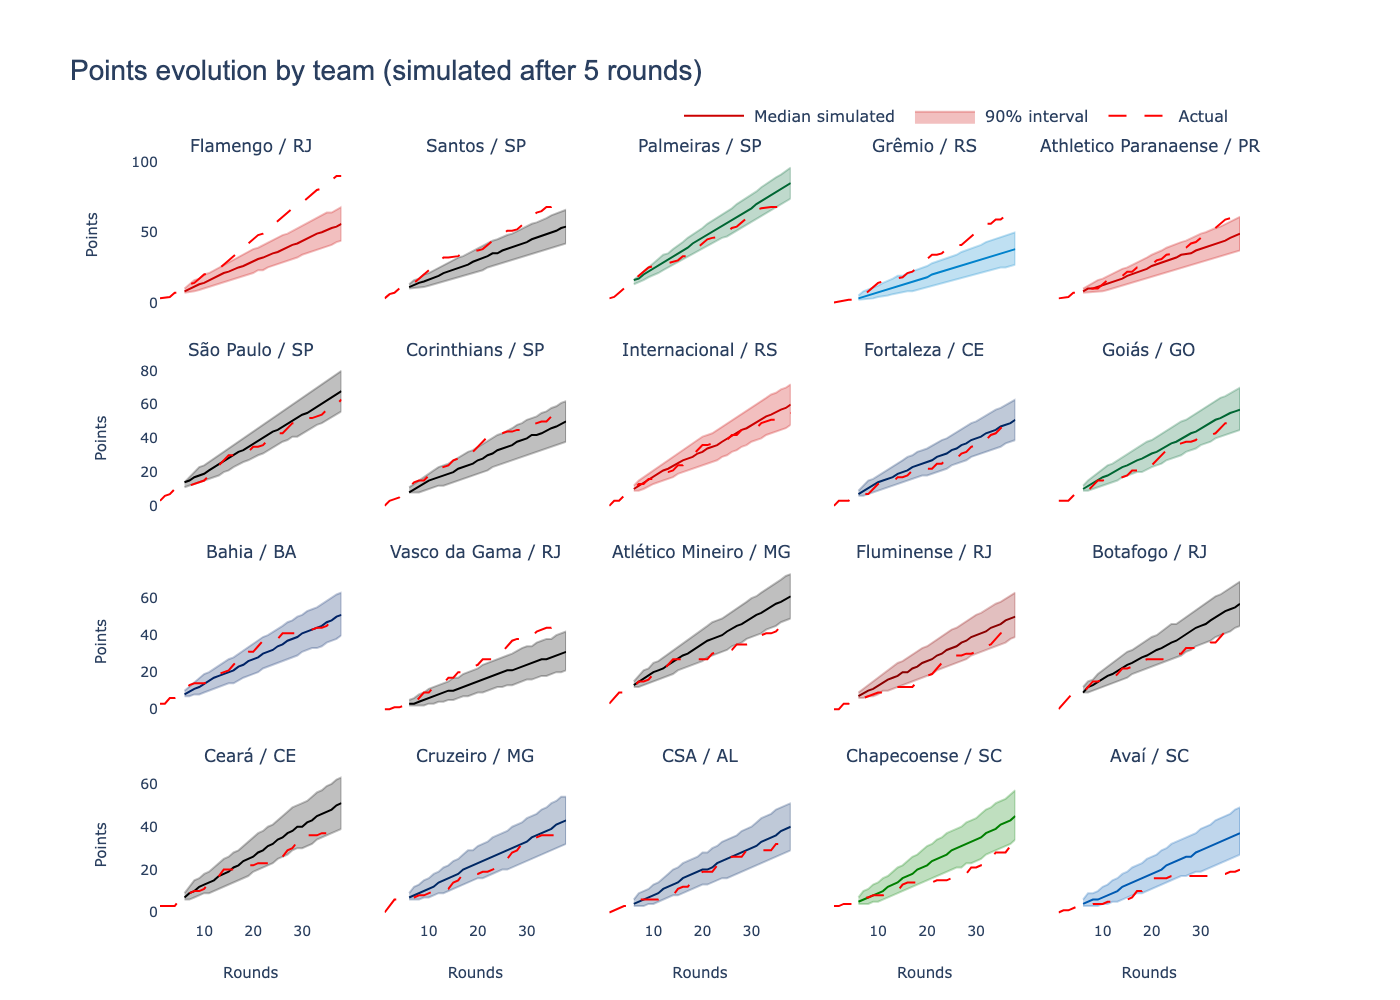 Points evolution by team (simulated after 5 rounds)
Median simulated 90% interval Actual
Flamengo / RJ Santos / SP Palmeiras / SP Grêmio / RS Athletico Paranaense / PR
100
50
0
Points
São Paulo / SP Corinthians / SP Internacional / RS Fortaleza / CE Goiás / GO
80
60
40
20
0
Points
Bahia / BA Vasco da Gama / RJ Atlético Mineiro / MG Fluminense / RJ Botafogo / RJ
60
40
20
0
Points
Ceará / CE Cruzeiro / MG CSA / AL Chapecoense / SC Avaí / SC
60
40
20
0
Points
10 20 30 10 20 30 10 20 30 10 20 30 10 20 30
Rounds Rounds Rounds Rounds Rounds